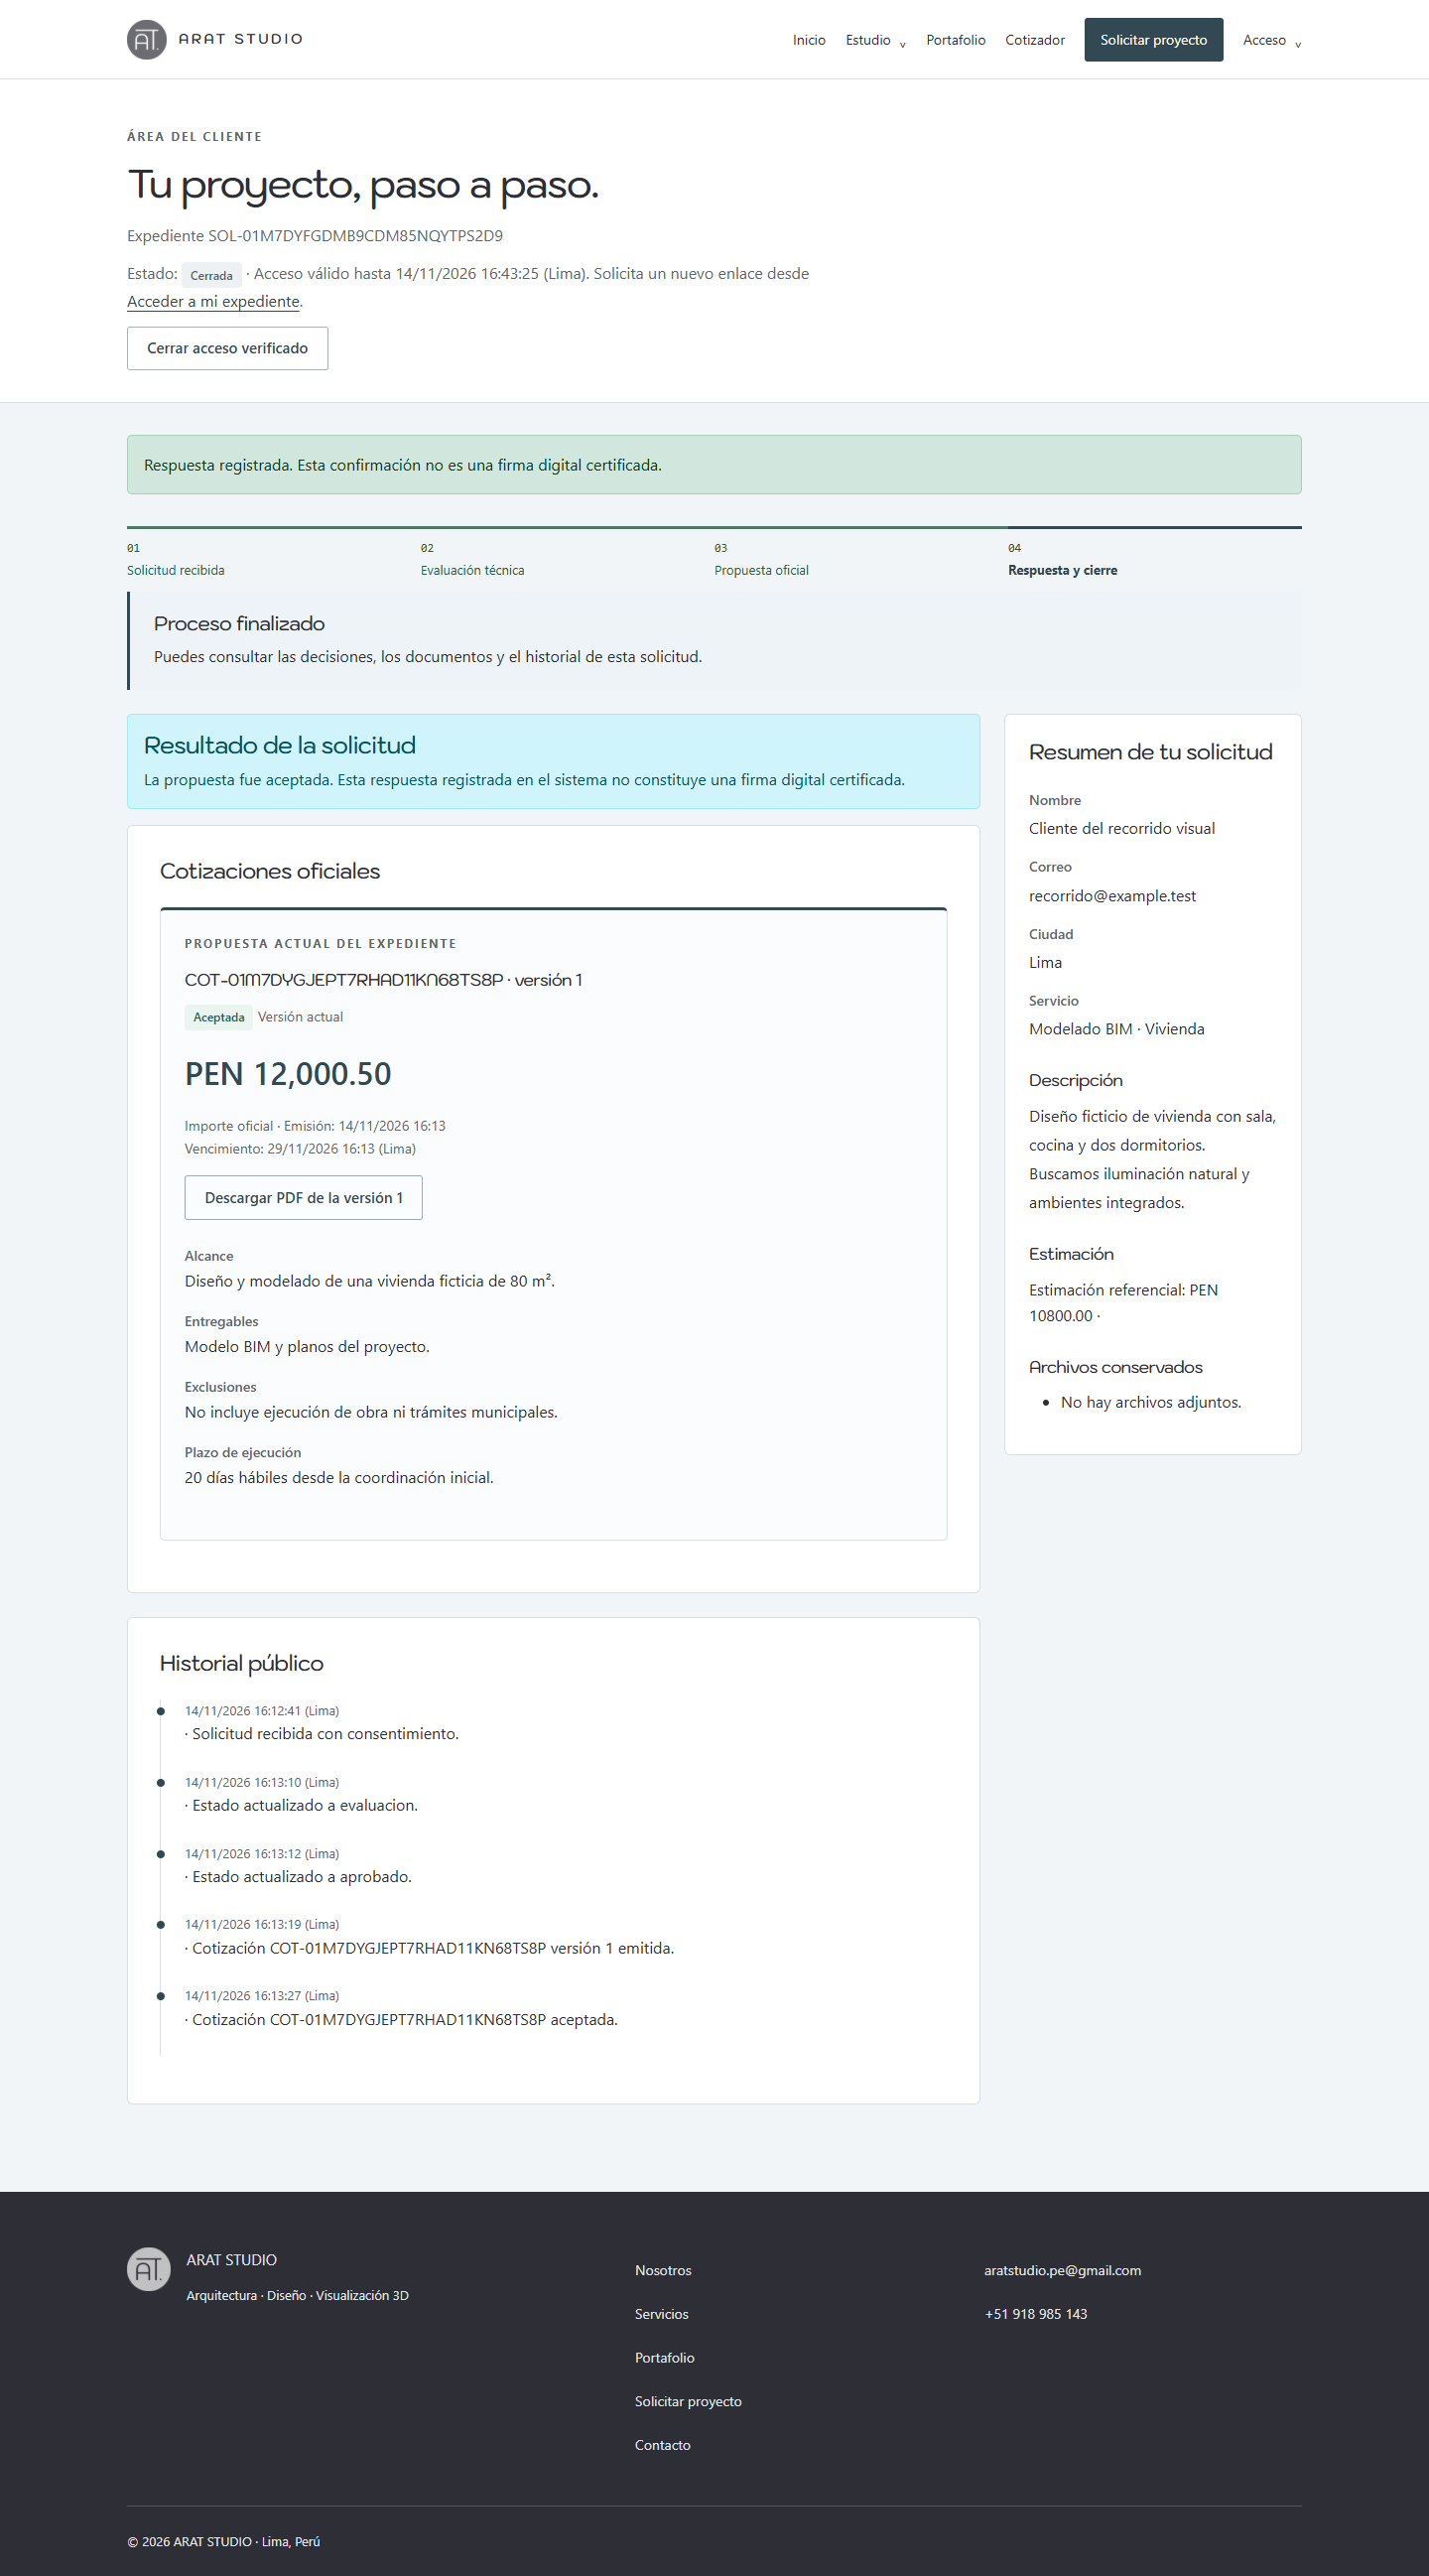 AT.
ARAT STUDIO
Inicio
Estudio
Portafolio
Cotizador
Solicitar proyecto
Acceso
ÁREA DEL CLIENTE
Tu proyecto, paso a paso.
Expediente SOL-01M7DYFGDMB9CDM85NQYTPS2D9
Estado: Cerrada · Acceso válido hasta 14/11/2026 16:43:25 (Lima). Solicita un nuevo enlace desde
Acceder a mi expediente.
Cerrar acceso verificado
Respuesta registrada. Esta confirmación no es una firma digital certificada.
01
Solicitud recibida
02
Evaluación técnica
03
Propuesta oficial
04
Respuesta y cierre
Proceso finalizado
Puedes consultar las decisiones, los documentos y el historial de esta solicitud.
Resultado de la solicitud
La propuesta fue aceptada. Esta respuesta registrada en el sistema no constituye una firma digital certificada.
Cotizaciones oficiales
PROPUESTA ACTUAL DEL EXPEDIENTE
COT-01M7DYGJEPT7RHAD11KN68TS8P · versión 1
Aceptada Versión actual
PEN 12,000.50
Importe oficial · Emisión: 14/11/2026 16:13
Vencimiento: 29/11/2026 16:13 (Lima)
Descargar PDF de la versión 1
Alcance
Diseño y modelado de una vivienda ficticia de 80 m².
Entregables
Modelo BIM y planos del proyecto.
Exclusiones
No incluye ejecución de obra ni trámites municipales.
Plazo de ejecución
20 días hábiles desde la coordinación inicial.
Resumen de tu solicitud
Nombre
Cliente del recorrido visual
Correo
recorrido@example.test
Ciudad
Lima
Servicio
Modelado BIM · Vivienda
Descripción
Diseño ficticio de vivienda con sala,
cocina y dos dormitorios.
Buscamos iluminación natural y
ambientes integrados.
Estimación
Estimación referencial: PEN
10800.00 ·
Archivos conservados
• No hay archivos adjuntos.
Historial público
14/11/2026 16:12:41 (Lima)
· Solicitud recibida con consentimiento.
14/11/2026 16:13:10 (Lima)
· Estado actualizado a evaluacion.
14/11/2026 16:13:12 (Lima)
· Estado actualizado a aprobado.
14/11/2026 16:13:19 (Lima)
· Cotización COT-01M7DYGJEPT7RHAD11KN68TS8P versión 1 emitida.
14/11/2026 16:13:27 (Lima)
· Cotización COT-01M7DYGJEPT7RHAD11KN68TS8P aceptada.
AT.
ARAT STUDIO
Arquitectura · Diseño · Visualización 3D
Nosotros
Servicios
Portafolio
Solicitar proyecto
Contacto
aratstudio.pe@gmail.com
+51 918 985 143
© 2026 ARAT STUDIO · Lima, Perú